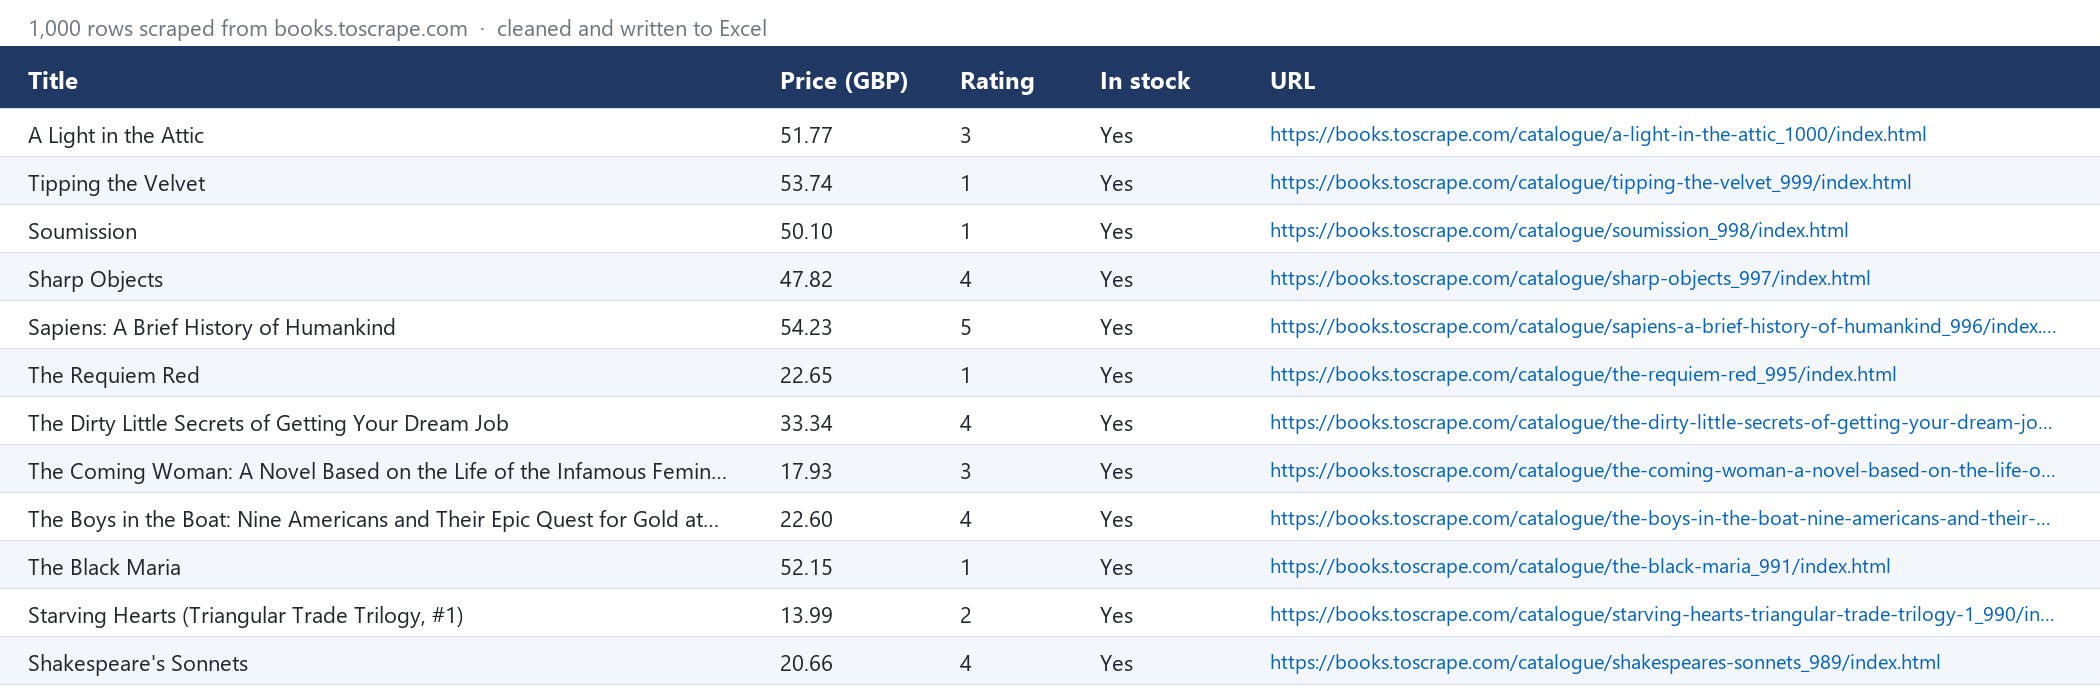 1,000 rows scraped from books.toscrape.com · cleaned and written to Excel
Title Price (GBP) Rating In stock URL
A Light in the Attic 51.77 3 Yes https://books.toscrape.com/catalogue/a-light-in-the-attic_1000/index.html
Tipping the Velvet 53.74 1 Yes https://books.toscrape.com/catalogue/tipping-the-velvet_999/index.html
Soumission 50.10 1 Yes https://books.toscrape.com/catalogue/soumission_998/index.html
Sharp Objects 47.82 4 Yes https://books.toscrape.com/catalogue/sharp-objects_997/index.html
Sapiens: A Brief History of Humankind 54.23 5 Yes https://books.toscrape.com/catalogue/sapiens-a-brief-history-of-humankind_996/index....
The Requiem Red 22.65 1 Yes https://books.toscrape.com/catalogue/the-requiem-red_995/index.html
The Dirty Little Secrets of Getting Your Dream Job 33.34 4 Yes https://books.toscrape.com/catalogue/the-dirty-little-secrets-of-getting-your-dream-jo...
The Coming Woman: A Novel Based on the Life of the Infamous Femin... 17.93 3 Yes https://books.toscrape.com/catalogue/the-coming-woman-a-novel-based-on-the-life-o...
The Boys in the Boat: Nine Americans and Their Epic Quest for Gold at... 22.60 4 Yes https://books.toscrape.com/catalogue/the-boys-in-the-boat-nine-americans-and-their-...
The Black Maria 52.15 1 Yes https://books.toscrape.com/catalogue/the-black-maria_991/index.html
Starving Hearts (Triangular Trade Trilogy, #1) 13.99 2 Yes https://books.toscrape.com/catalogue/starving-hearts-triangular-trade-trilogy-1_990/in...
Shakespeare's Sonnets 20.66 4 Yes https://books.toscrape.com/catalogue/shakespeares-sonnets_989/index.html